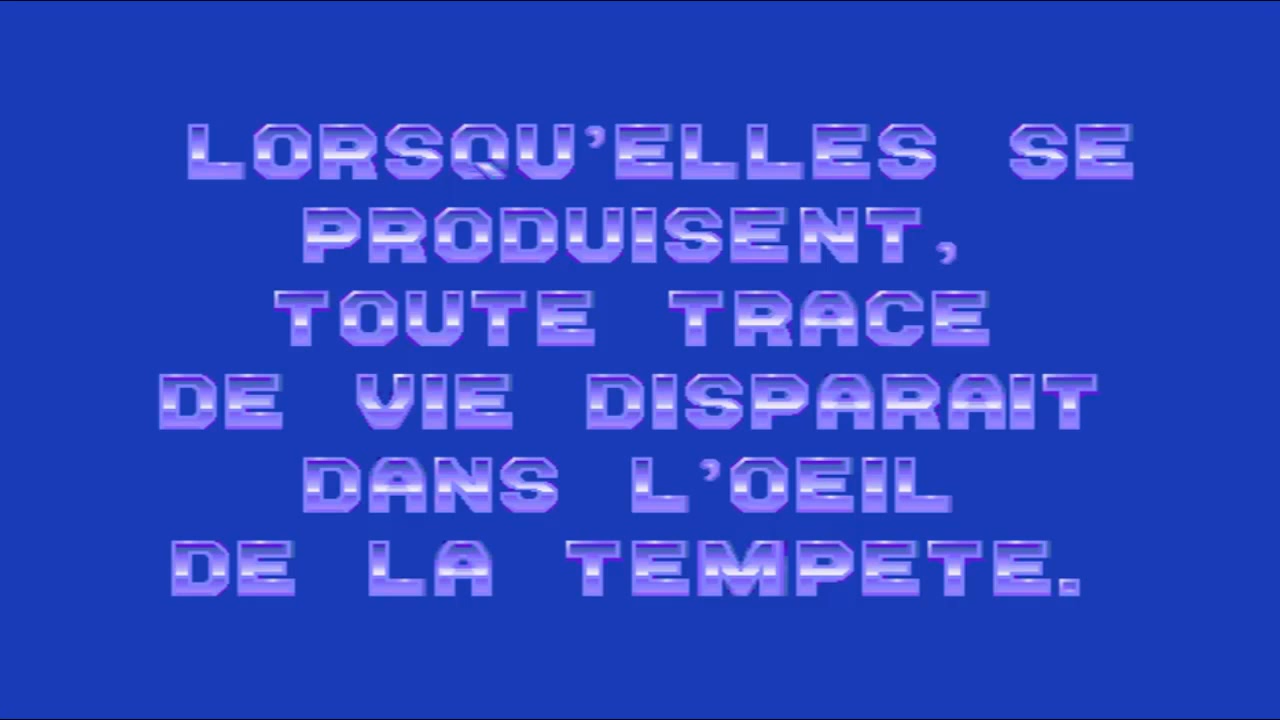 LORSQU'ELLES SE
PRODUISENT,
TOUTE TRACE
DE VIE DISPARAIT
DANS L'OEIL
DE LA TEMPETE.